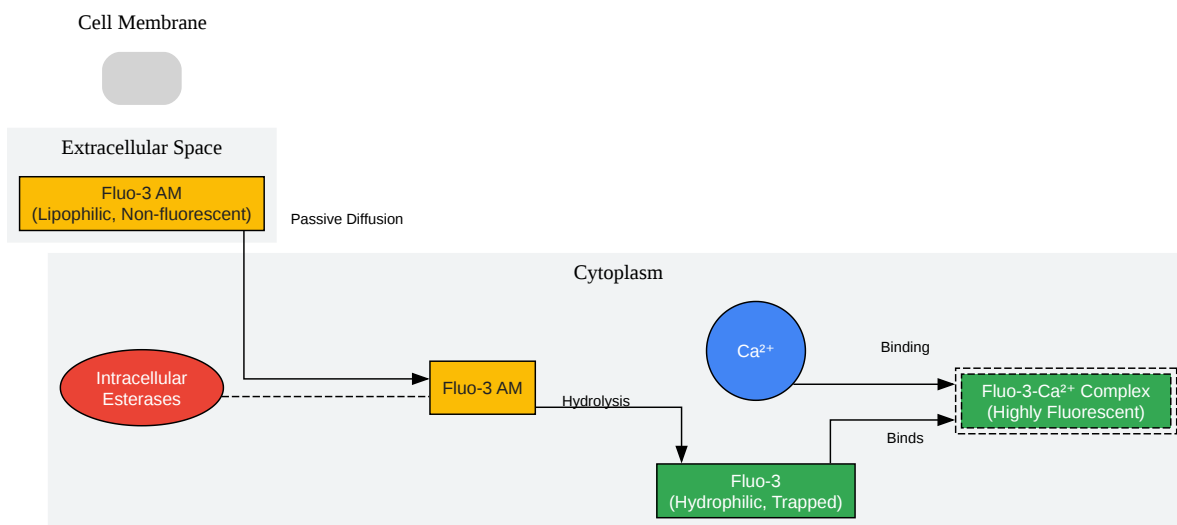 Cell Membrane
Extracellular Space
Fluo-3 AM
(Lipophilic, Non-fluorescent)
Passive Diffusion
Cytoplasm
Intracellular
Esterases
Fluo-3 AM
Hydrolysis
Ca²⁺
Binding
Fluo-3-Ca²⁺ Complex
(Highly Fluorescent)
Binds
Fluo-3
(Hydrophilic, Trapped)